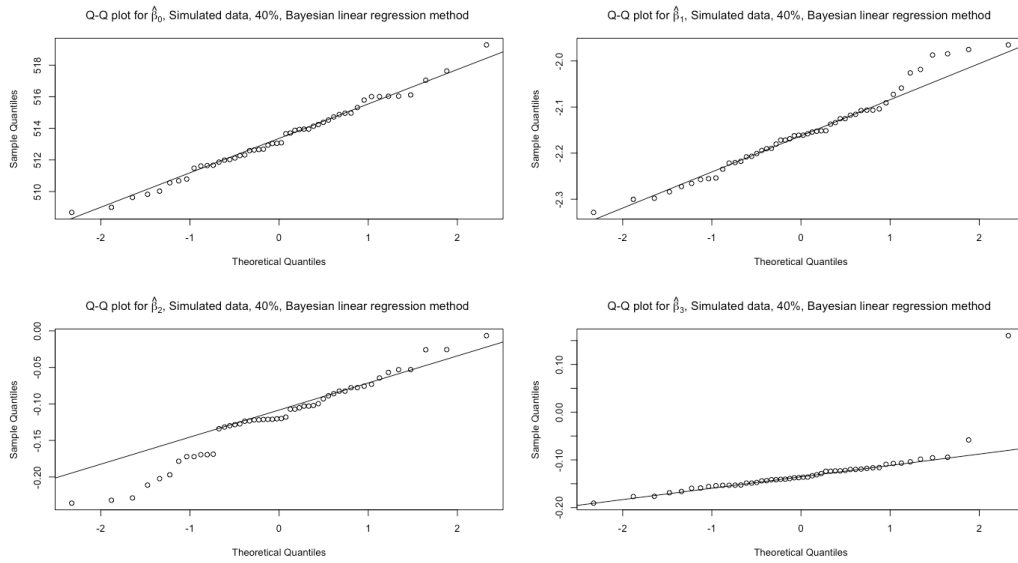 Q-Q plot for β̂₀, Simulated data, 40%, Bayesian linear regression method
Sample Quantiles
510 512 514 516 518
-2 -1 0 1 2
Theoretical Quantiles
Q-Q plot for β̂₁, Simulated data, 40%, Bayesian linear regression method
Sample Quantiles
-2.3 -2.2 -2.1 -2.0
-2 -1 0 1 2
Theoretical Quantiles
Q-Q plot for β̂₂, Simulated data, 40%, Bayesian linear regression method
Sample Quantiles
-0.20 -0.15 -0.10 -0.05 0.00
-2 -1 0 1 2
Theoretical Quantiles
Q-Q plot for β̂₃, Simulated data, 40%, Bayesian linear regression method
Sample Quantiles
-0.20 -0.10 0.00 0.10
-2 -1 0 1 2
Theoretical Quantiles